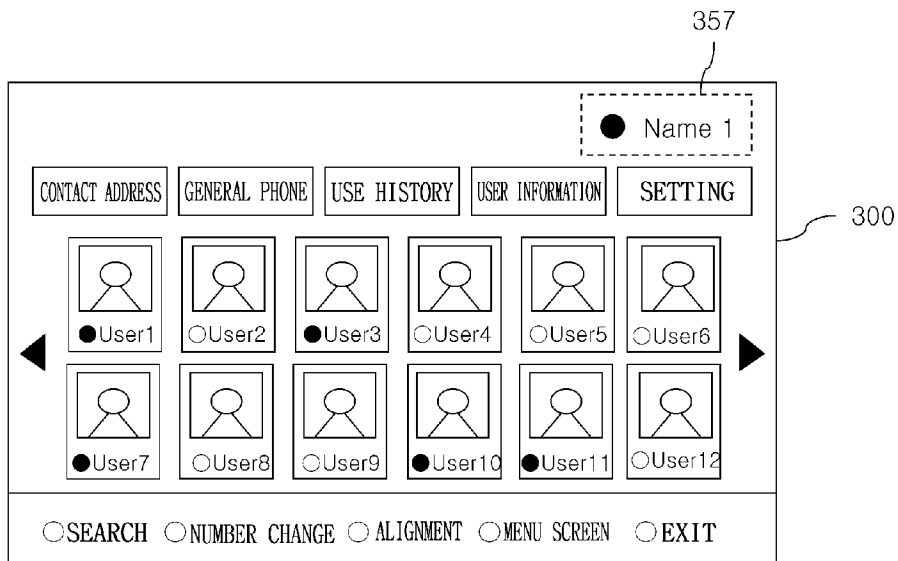 357
● Name 1
CONTACT ADDRESS GENERAL PHONE USE HISTORY USER INFORMATION SETTING
300
●User1 ○User2 ●User3 ○User4 ○User5 ○User6
●User7 ○User8 ○User9 ●User10 ●User11 ○User12
○SEARCH ○NUMBER CHANGE ○ALIGNMENT ○MENU SCREEN ○EXIT